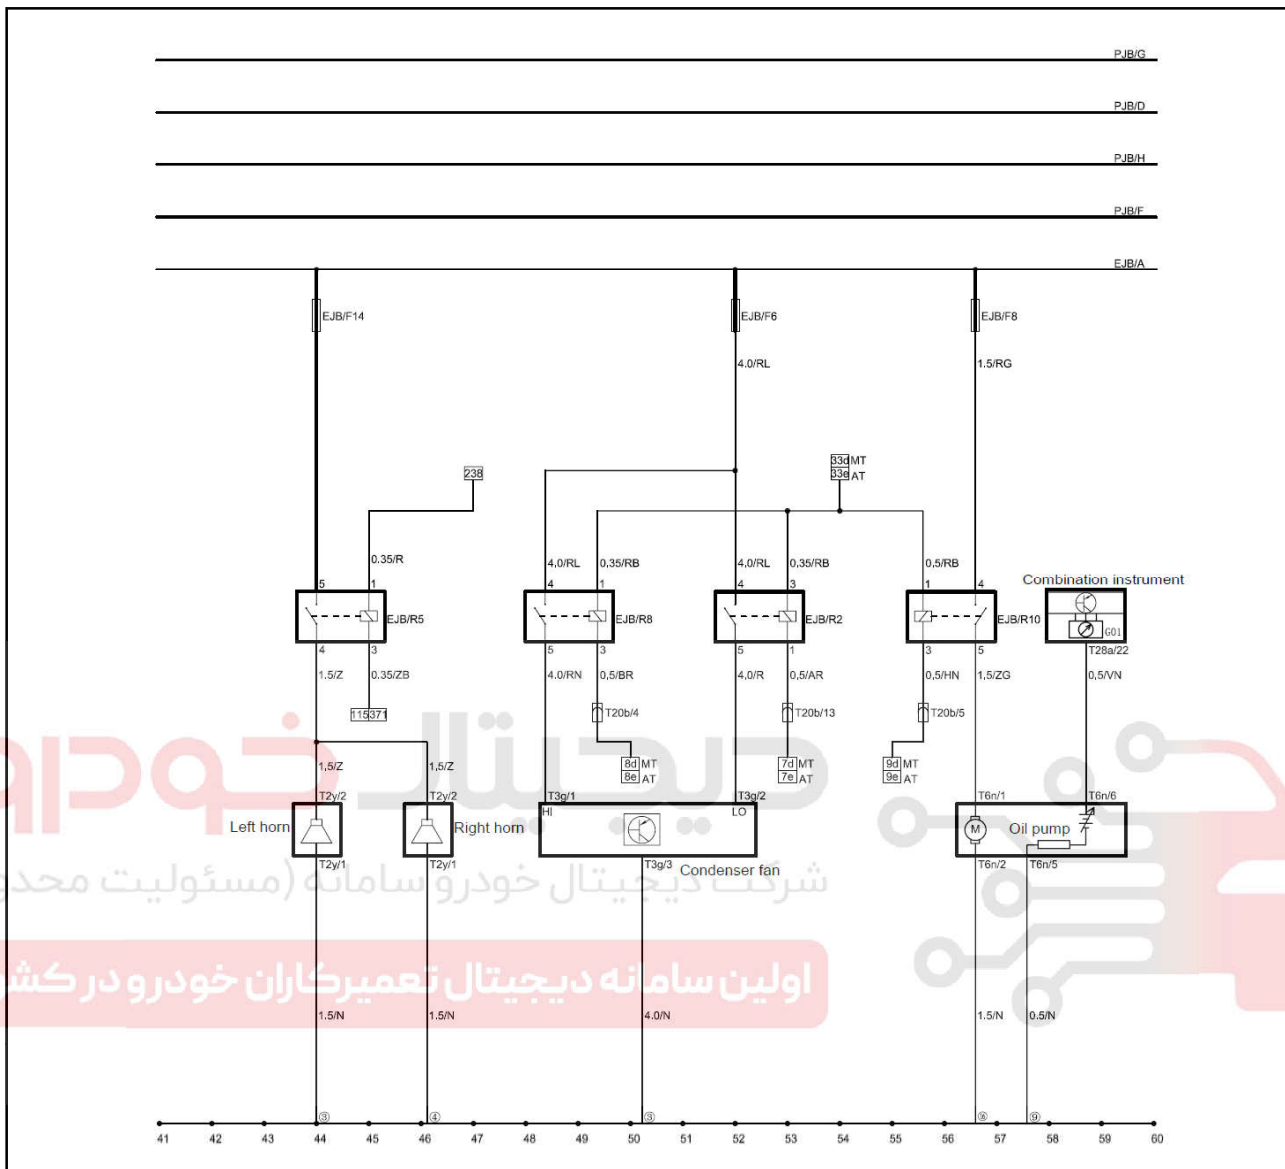 PJB/G
PJB/D
PJB/H
PJB/F
EJB/A
EJB/F14
EJB/F6
EJB/F8
4.0/RL
1.5/RG
238
33d MT
33e AT
0.35/R
4,0/RL
0,35/RB
4,0/RL
0,35/RB
0,5/RB
5 1 4 1 4 3 1 4
Combination instrument
EJB/R5
EJB/R8
EJB/R2
EJB/R10
G01
4 3 5 3 5 1 3 5
T28a/22
1.5/Z
0.35/ZB
4.0/RN
0,5/BR
4,0/R
0,5/AR
0,5/HN
1,5/ZG
0,5/VN
115 371
T20b/4
T20b/13
T20b/5
دیجیتال خودرو
1,5/Z
1,5/Z
8d MT
8e AT
7d MT
7e AT
9d MT
9e AT
T2y/2
T2y/2
T3g/1
T3g/2
T6n/1
T6n/6
HI
LO
Left horn
Right horn
M
Oil pump
T2y/1
T2y/1
T3g/3
Condenser fan
T6n/2
T6n/5
شرکت دیجیتال خودرو سامانه (مسئولیت محدو
اولین سامانه دیجیتال تعمیرکاران خودرو در کش
1.5/N
1.5/N
4.0/N
1.5/N
0.5/N
③ ④ ⑤ ⑨
41 42 43 44 45 46 47 48 49 50 51 52 53 54 55 56 57 58 59 60